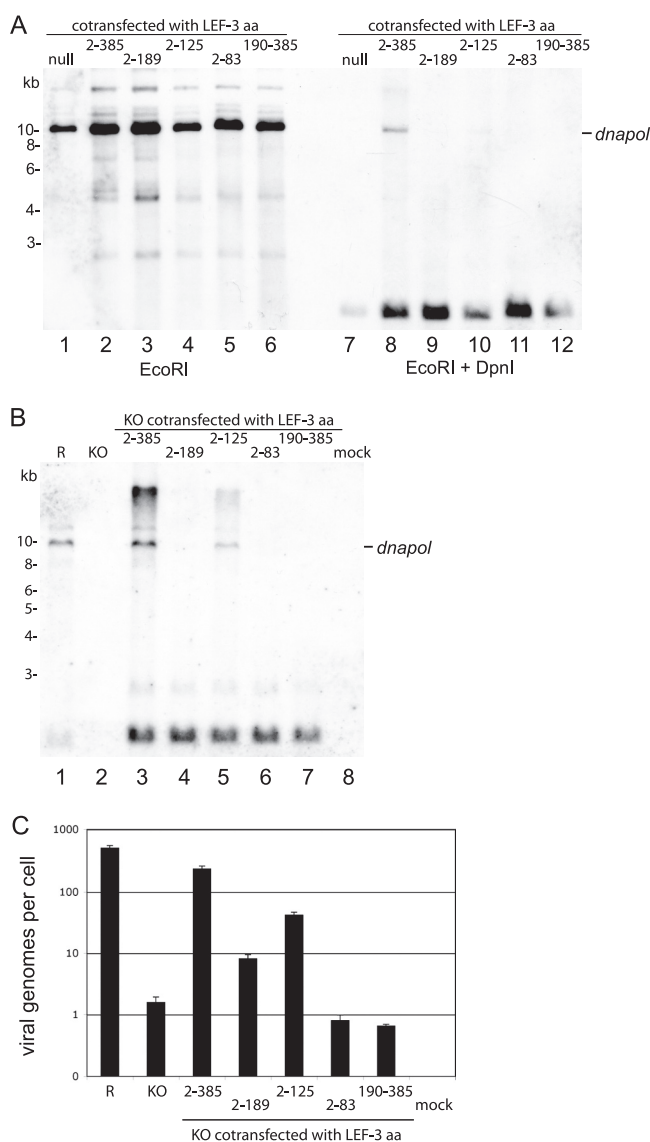 A
cotransfected with LEF-3 aa
cotransfected with LEF-3 aa
2-385 2-125 190-385
null 2-189 2-83
2-385 2-125 190-385
null 2-189 2-83
kb
10-
8-
6-
4-
3-
dnapol
1 2 3 4 5 6
7 8 9 10 11 12
EcoRI
EcoRI + DpnI
B
KO cotransfected with LEF-3 aa
2-385 2-125 190-385
R KO 2-189 2-83 mock
kb
10-
8-
6-
5-
4-
3-
dnapol
1 2 3 4 5 6 7 8
C
viral genomes per cell
1000
100
10
1
0
R KO 2-385 2-125 190-385
2-189 2-83 mock
KO cotransfected with LEF-3 aa